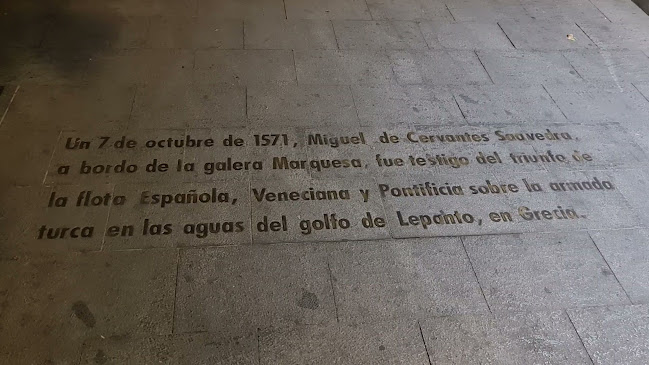 Un 7 de octubre de 1571, Miguel de Cervantes Saavedra,
a bordo de la galera Marquesa, fue testigo del triunfo de
la flota Española, Veneciana y Pontificia sobre la armada
turca en las aguas del golfo de Lepanto, en Grecia.